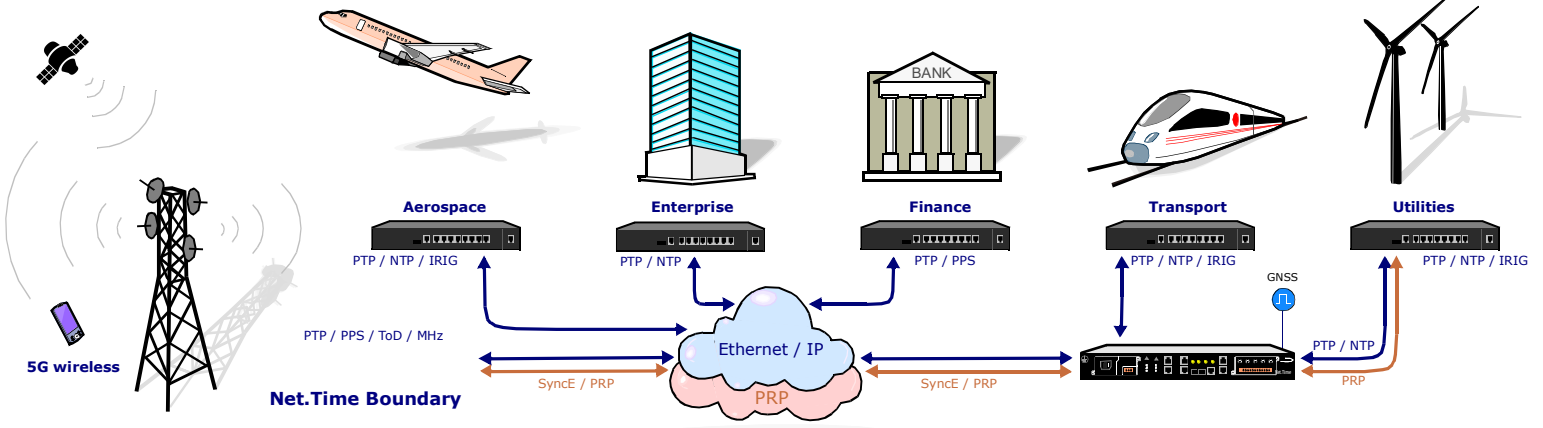 BANK
Aerospace
Enterprise
Finance
Transport
Utilities
PTP / NTP / IRIG
PTP / NTP
PTP / PPS
PTP / NTP / IRIG
PTP / NTP / IRIG
GNSS
PTP / PPS / ToD / MHz
Ethernet / IP
PTP / NTP
5G wireless
SyncE / PRP
SyncE / PRP
PRP
PRP
Net.Time Boundary
Net.Time